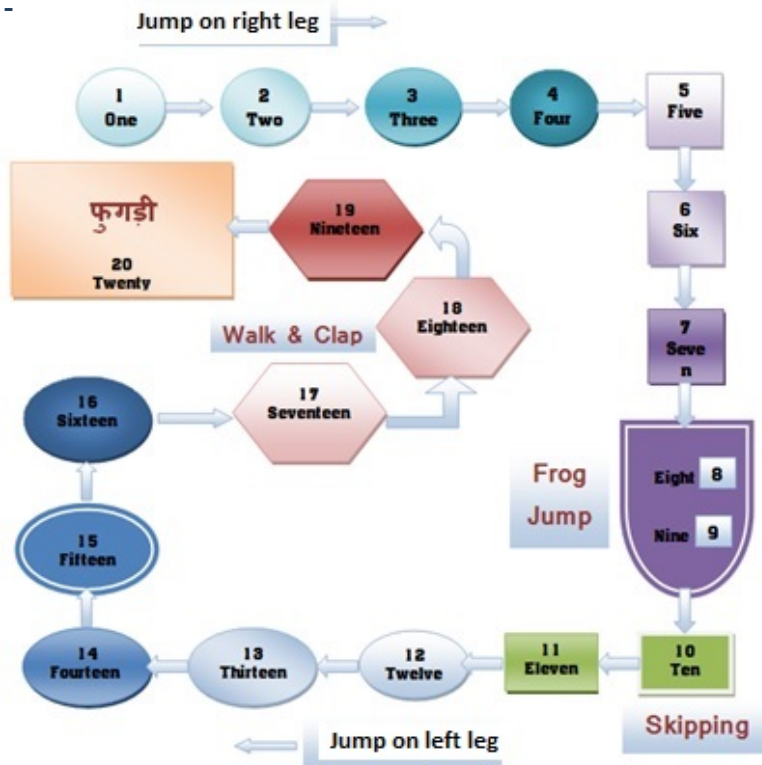 -
Jump on right leg
1
One
2
Two
3
Three
4
Four
5
Five
6
Six
7
Seve
n
Frog
Jump
Eight 8
Nine 9
10
Ten
Skipping
11
Eleven
12
Twelve
13
Thirteen
14
Fourteen
Jump on left leg
15
Fifteen
16
Sixteen
17
Seventeen
Walk & Clap
18
Eighteen
19
Nineteen
फुगड़ी
20
Twenty